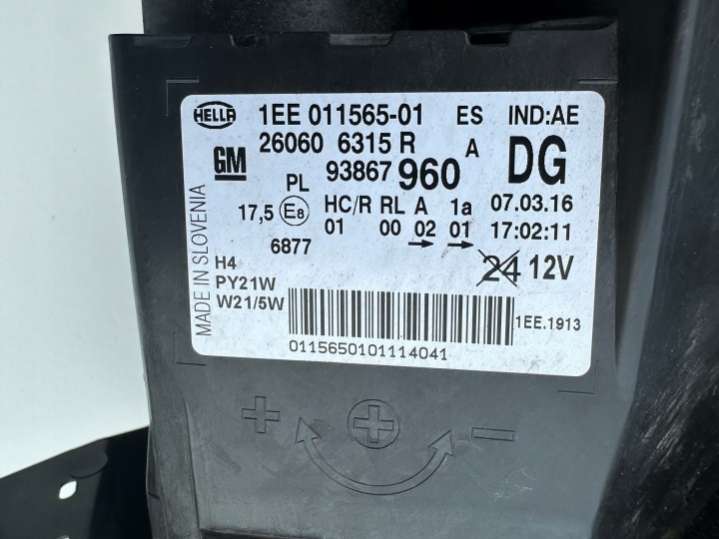 HELLA 1EE 011565-01 ES IND:AE
GM 26060 6315 R A DG
93867 960
PL HC/R RL A 1a 07.03.16
17,5 E8 01 00 02 01 17:02:11
6877
H4 24 12V
PY21W
W21/5W
1EE.1913
0115650101114041
MADE IN SLOVENIA
+ + -